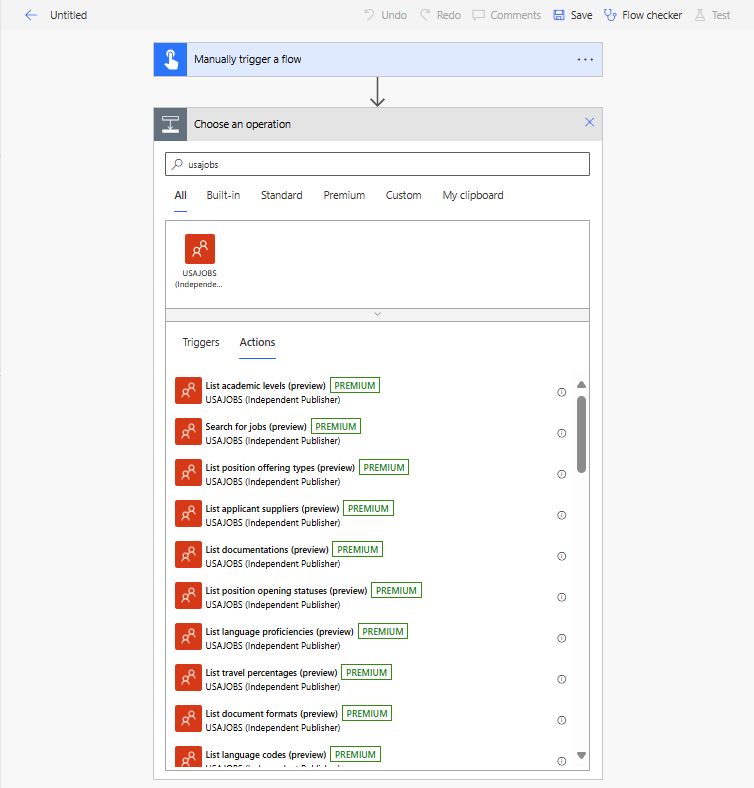 Untitled
Undo Redo Comments Save Flow checker Test
Manually trigger a flow
Choose an operation
usajobs
All Built-in Standard Premium Custom My clipboard
USAJOBS
(Independe...
Triggers Actions
List academic levels (preview) PREMIUM
USAJOBS (Independent Publisher)
Search for jobs (preview) PREMIUM
USAJOBS (Independent Publisher)
List position offering types (preview) PREMIUM
USAJOBS (Independent Publisher)
List applicant suppliers (preview) PREMIUM
USAJOBS (Independent Publisher)
List documentations (preview) PREMIUM
USAJOBS (Independent Publisher)
List position opening statuses (preview) PREMIUM
USAJOBS (Independent Publisher)
List language proficiencies (preview) PREMIUM
USAJOBS (Independent Publisher)
List travel percentages (preview) PREMIUM
USAJOBS (Independent Publisher)
List document formats (preview) PREMIUM
USAJOBS (Independent Publisher)
List language codes (preview) PREMIUM
USAJOBS (Independent Publisher)